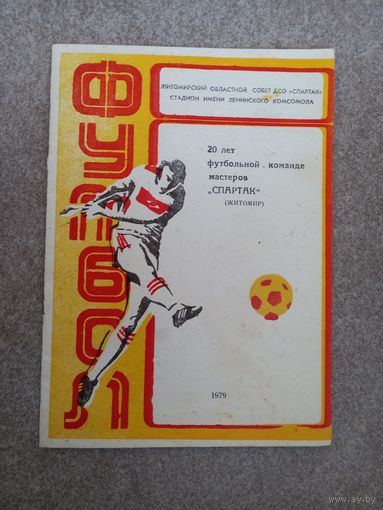 ФУТБОЛ
ЖИТОМИРСКИЙ ОБЛАСТНОЙ СОВЕТ ДСО «СПАРТАК»
СТАДИОН ИМЕНИ ЛЕНИНСКОГО КОМСОМОЛА
20 лет
футбольной команде
мастеров
„СПАРТАК“
(ЖИТОМИР)
1979
© www.ay.by